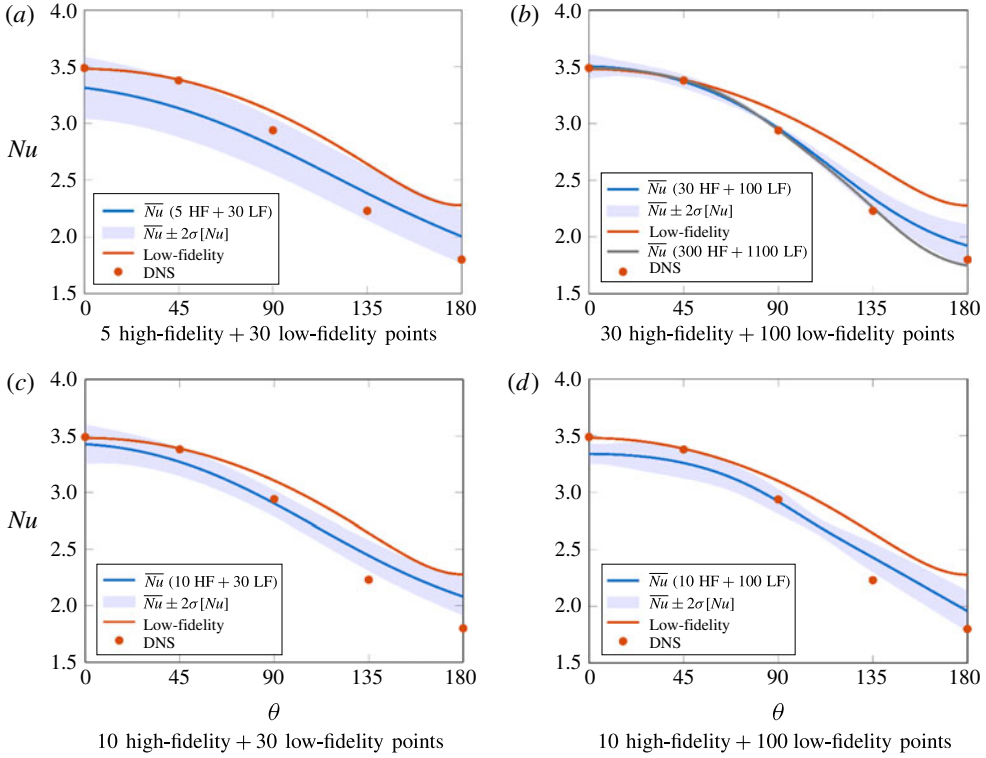 (a)
4.0
3.5
3.0
Nu
2.5
2.0
1.5
N̅u̅ (5 HF + 30 LF)
N̅u̅ ± 2σ[Nu]
Low-fidelity
DNS
0 45 90 135 180
5 high-fidelity + 30 low-fidelity points
(b)
4.0
3.5
3.0
2.5
2.0
1.5
N̅u̅ (30 HF + 100 LF)
N̅u̅ ± 2σ[Nu]
Low-fidelity
N̅u̅ (300 HF + 1100 LF)
DNS
0 45 90 135 180
30 high-fidelity + 100 low-fidelity points
(c)
4.0
3.5
3.0
Nu
2.5
2.0
1.5
N̅u̅ (10 HF + 30 LF)
N̅u̅ ± 2σ[Nu]
Low-fidelity
DNS
0 45 90 135 180
θ
10 high-fidelity + 30 low-fidelity points
(d)
4.0
3.5
3.0
2.5
2.0
1.5
N̅u̅ (10 HF + 100 LF)
N̅u̅ ± 2σ[Nu]
Low-fidelity
DNS
0 45 90 135 180
θ
10 high-fidelity + 100 low-fidelity points